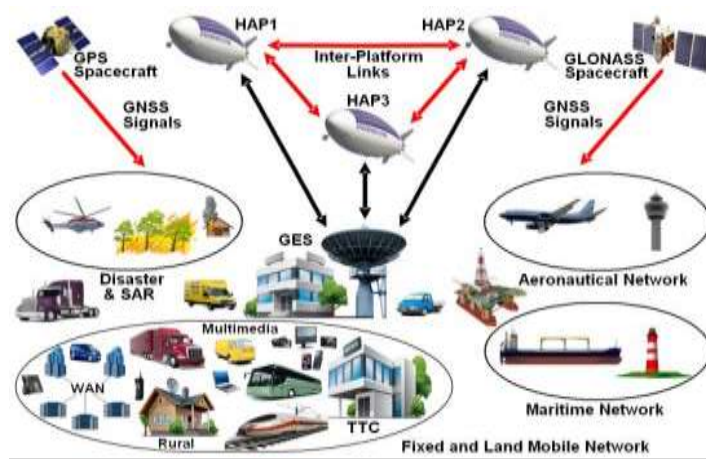 HAP1
HAP2
GPS
Spacecraft
Inter-Platform
Links
GLONASS
Spacecraft
GNSS
Signals
HAP3
GNSS
Signals
GES
Disaster
& SAR
Aeronautical Network
Multimedia
WAN
Rural
TTC
Maritime Network
Fixed and Land Mobile Network